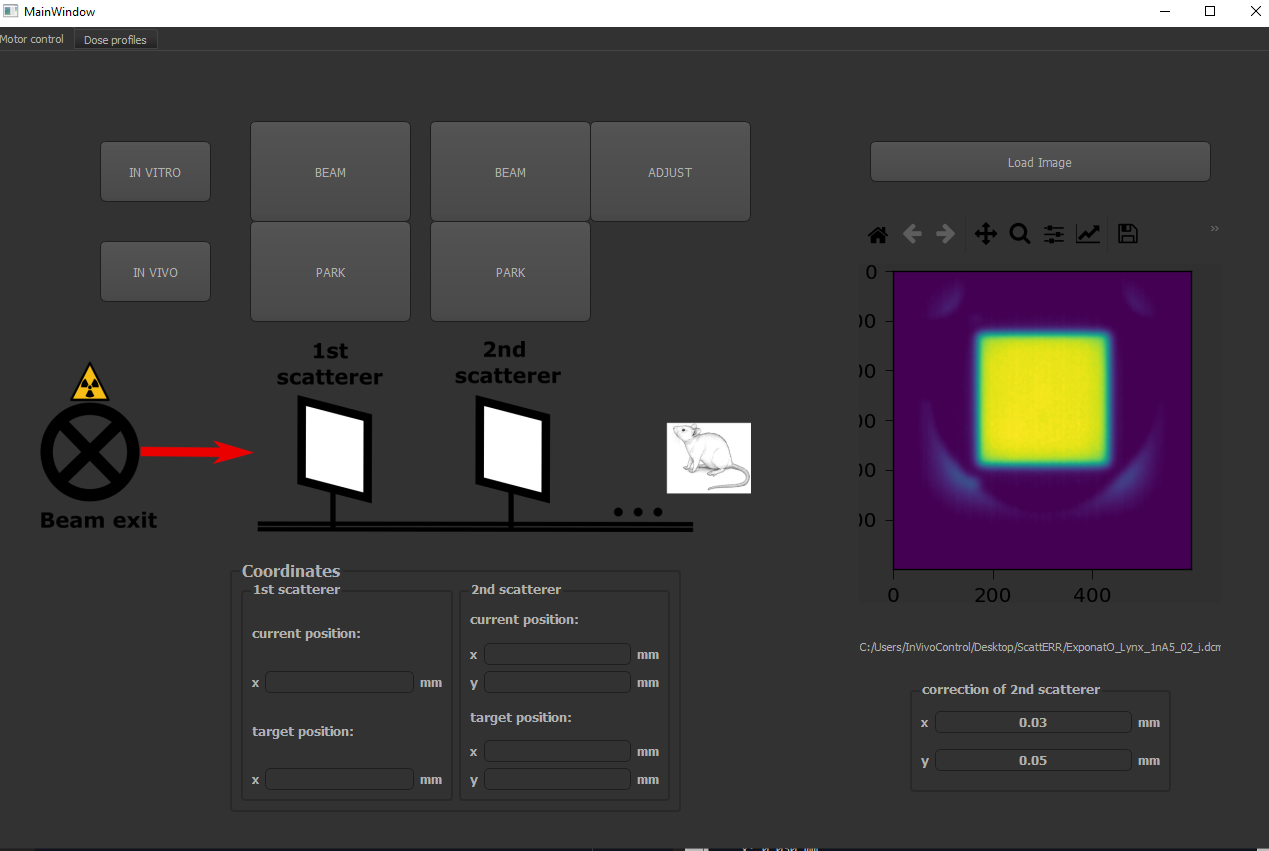 MainWindow
Motor control
Dose profiles
IN VITRO
BEAM
BEAM
ADJUST
Load Image
IN VIVO
PARK
PARK
»
1st
scatterer
2nd
scatterer
Beam exit
0
00
00
00
00
00
0 200 400
C:/Users/InVivoControl/Desktop/ScattERR/ExponatO_Lynx_1nA5_02_i.dcm
Coordinates
1st scatterer
current position:
x mm
target position:
x mm
2nd scatterer
current position:
x mm
y mm
target position:
x mm
y mm
correction of 2nd scatterer
x 0.03 mm
y 0.05 mm